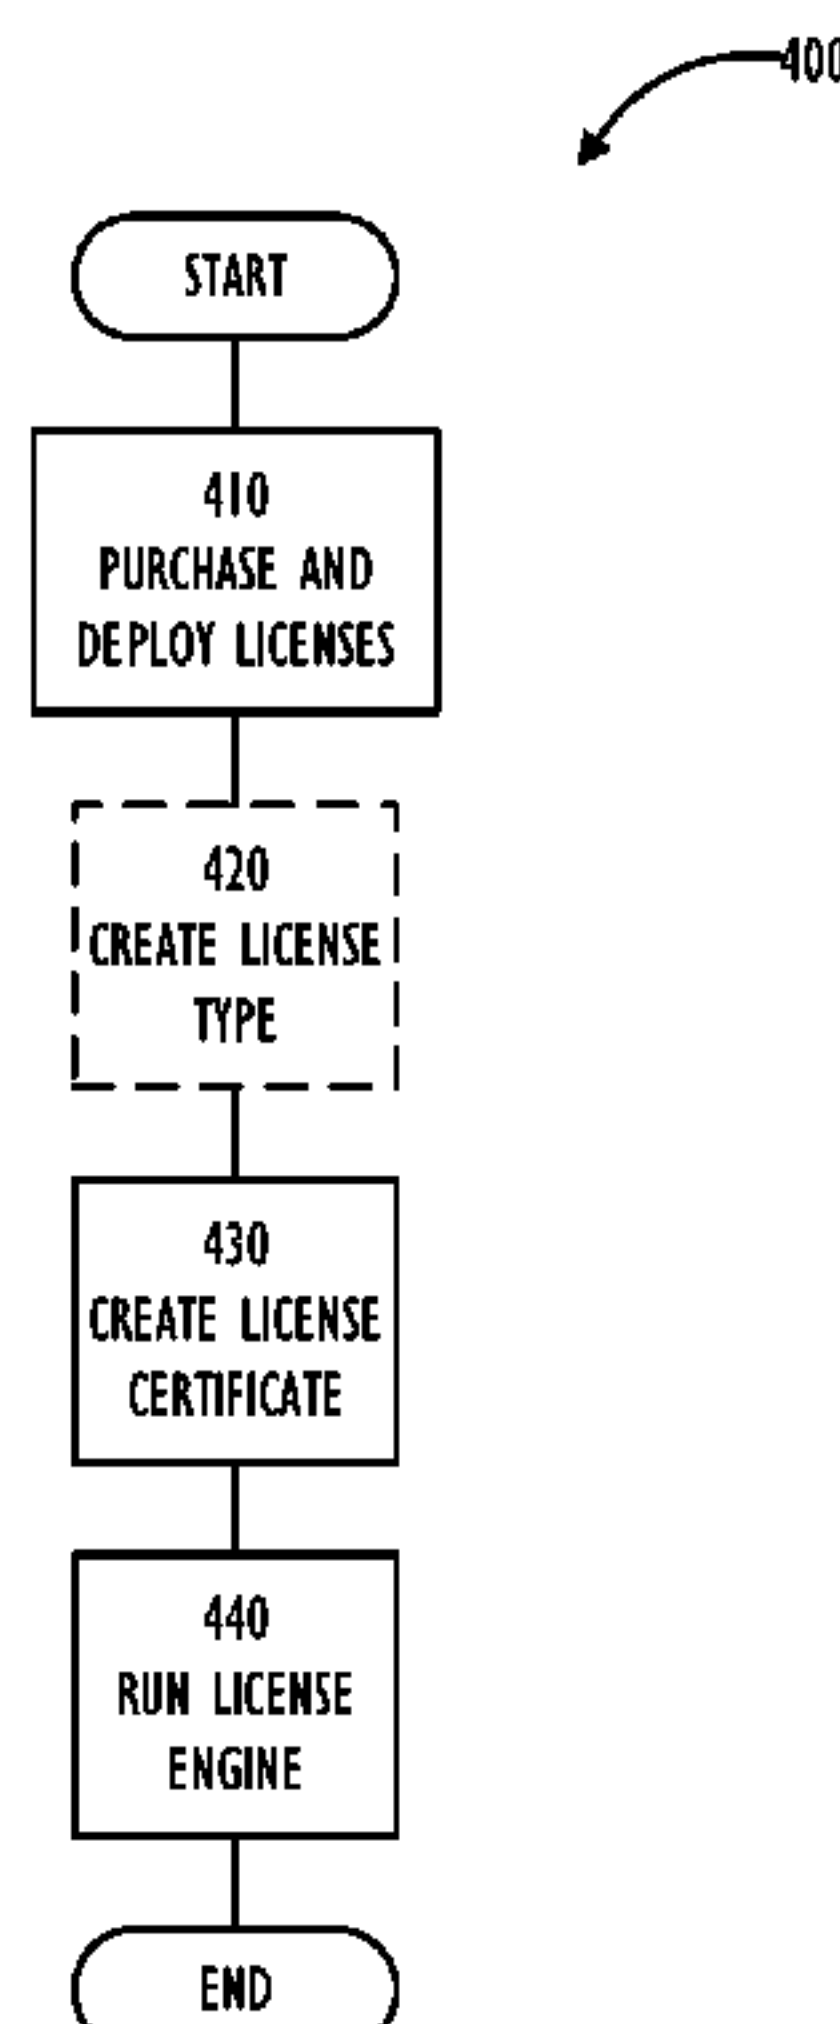 400
START
410
PURCHASE AND
DEPLOY LICENSES
420
CREATE LICENSE
TYPE
430
CREATE LICENSE
CERTIFICATE
440
RUN LICENSE
ENGINE
END